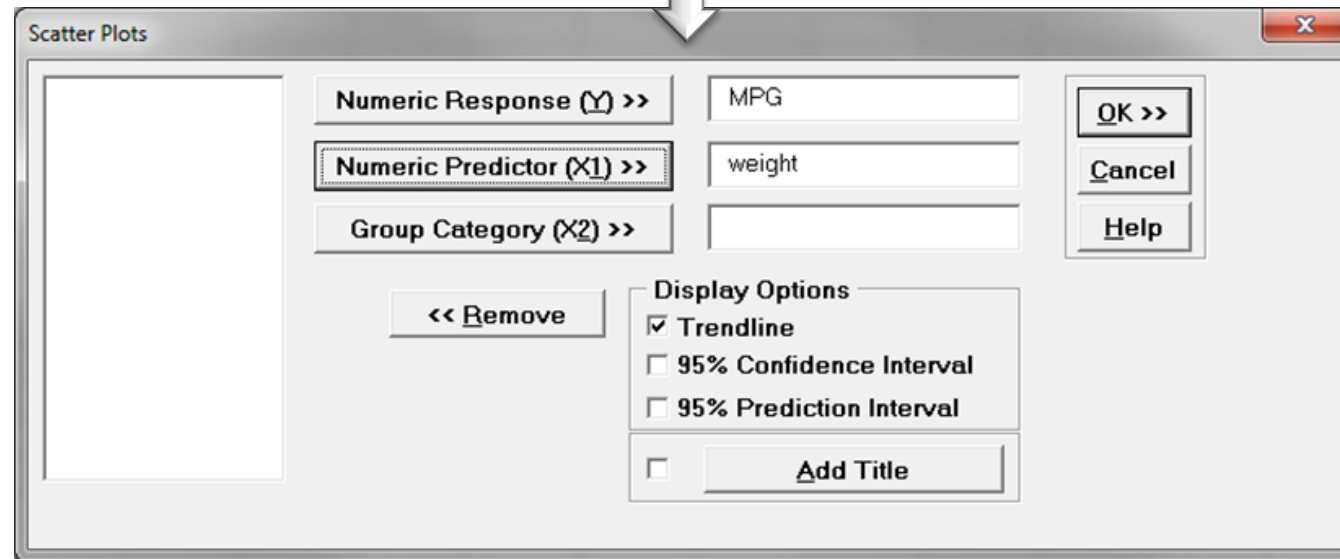 Scatter Plots
Numeric Response (Y) >>
MPG
OK >>
Numeric Predictor (X1) >>
weight
Cancel
Group Category (X2) >>
Help
<< Remove
Display Options
Trendline
95% Confidence Interval
95% Prediction Interval
Add Title